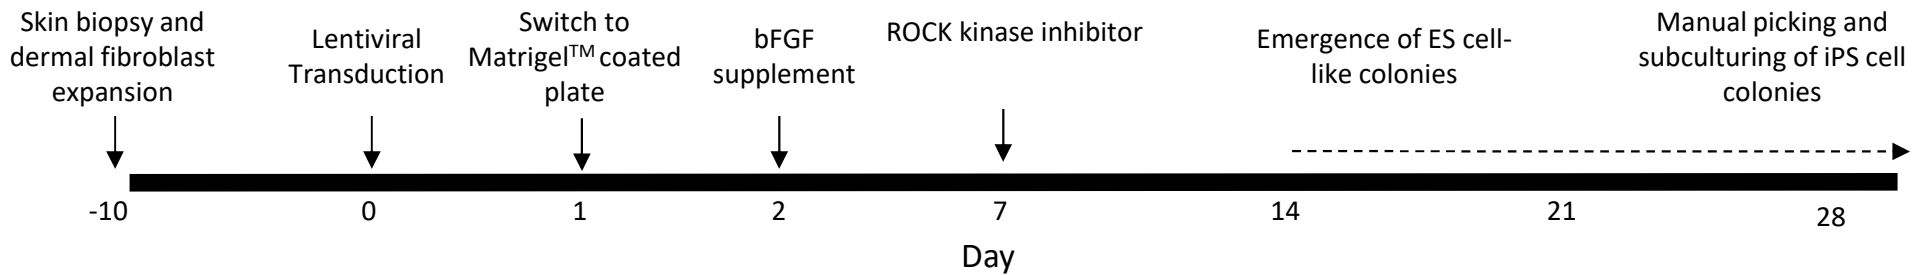 Skin biopsy and
dermal fibroblast
expansion
Lentiviral
Transduction
Switch to
Matrigel™ coated
plate
bFGF
supplement
ROCK kinase inhibitor
Emergence of ES cell-
like colonies
Manual picking and
subculturing of iPS cell
colonies
-10
0
1
2
7
14
21
28
Day